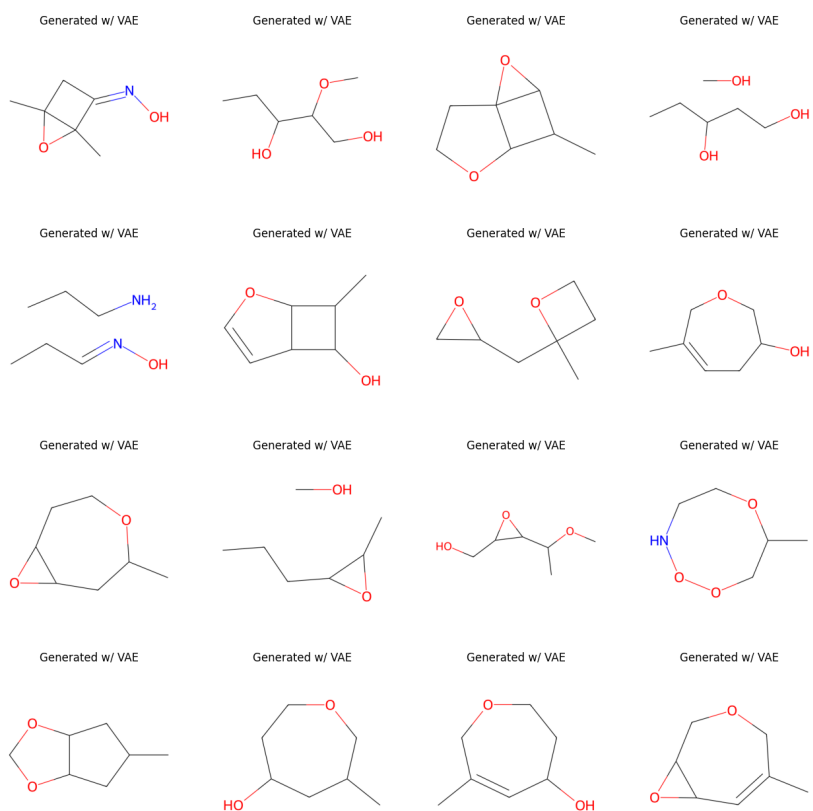 Generated w/ VAE Generated w/ VAE Generated w/ VAE Generated w/ VAE
N OH O
O HO O OH
O O
OH OH OH
Generated w/ VAE Generated w/ VAE Generated w/ VAE Generated w/ VAE
NH2
N OH
O OH
O O
O OH
Generated w/ VAE Generated w/ VAE Generated w/ VAE Generated w/ VAE
O O
OH O
HO O O
O HN O O
Generated w/ VAE Generated w/ VAE Generated w/ VAE Generated w/ VAE
O O
O HO
O OH
O O